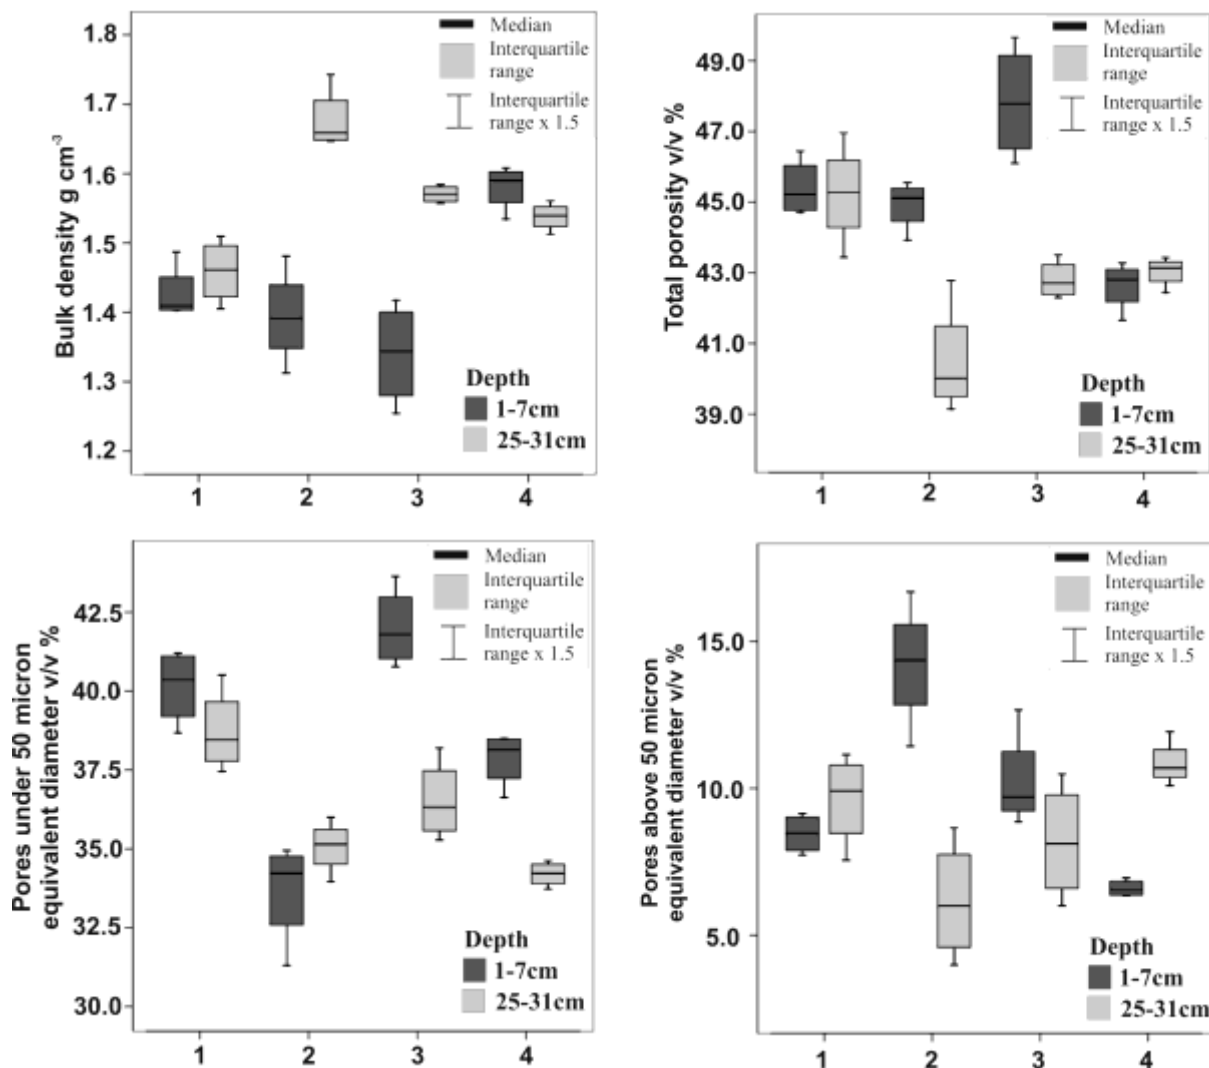 Bulk density g cm⁻³
1.8
1.7
1.6
1.5
1.4
1.3
1.2
Median
Interquartile
range
Interquartile
range x 1.5
Depth
1-7cm
25-31cm
1 2 3 4
Total porosity v/v %
49.0
47.0
45.0
43.0
41.0
39.0
Median
Interquartile
range
Interquartile
range x 1.5
Depth
1-7cm
25-31cm
1 2 3 4
Pores under 50 micron
equivalent diameter v/v %
42.5
40.0
37.5
35.0
32.5
30.0
Median
Interquartile
range
Interquartile
range x 1.5
Depth
1-7cm
25-31cm
1 2 3 4
Pores above 50 micron
equivalent diameter v/v %
15.0
10.0
5.0
Median
Interquartile
range
Interquartile
range x 1.5
Depth
1-7cm
25-31cm
1 2 3 4